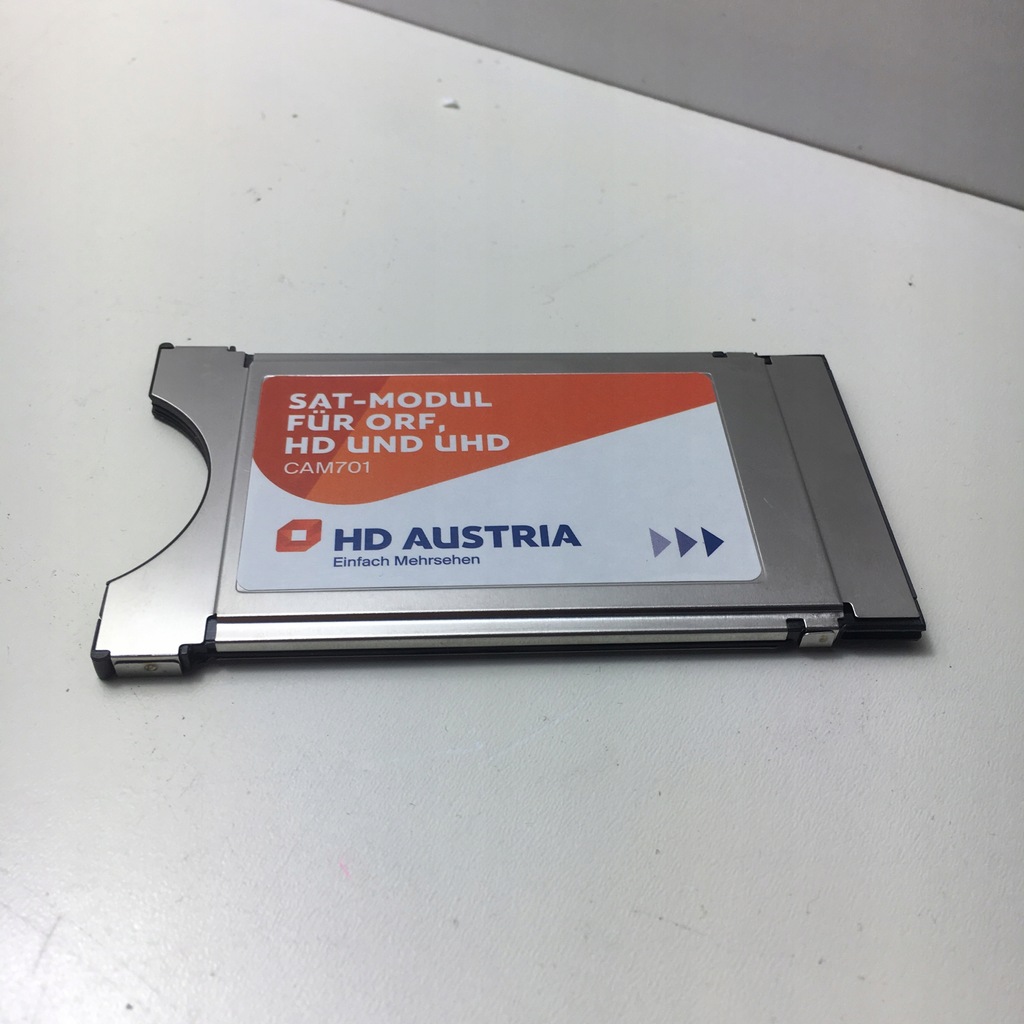 SAT-MODUL
FÜR ORF,
HD UND UHD
CAM701
HD AUSTRIA
Einfach Mehrsehen